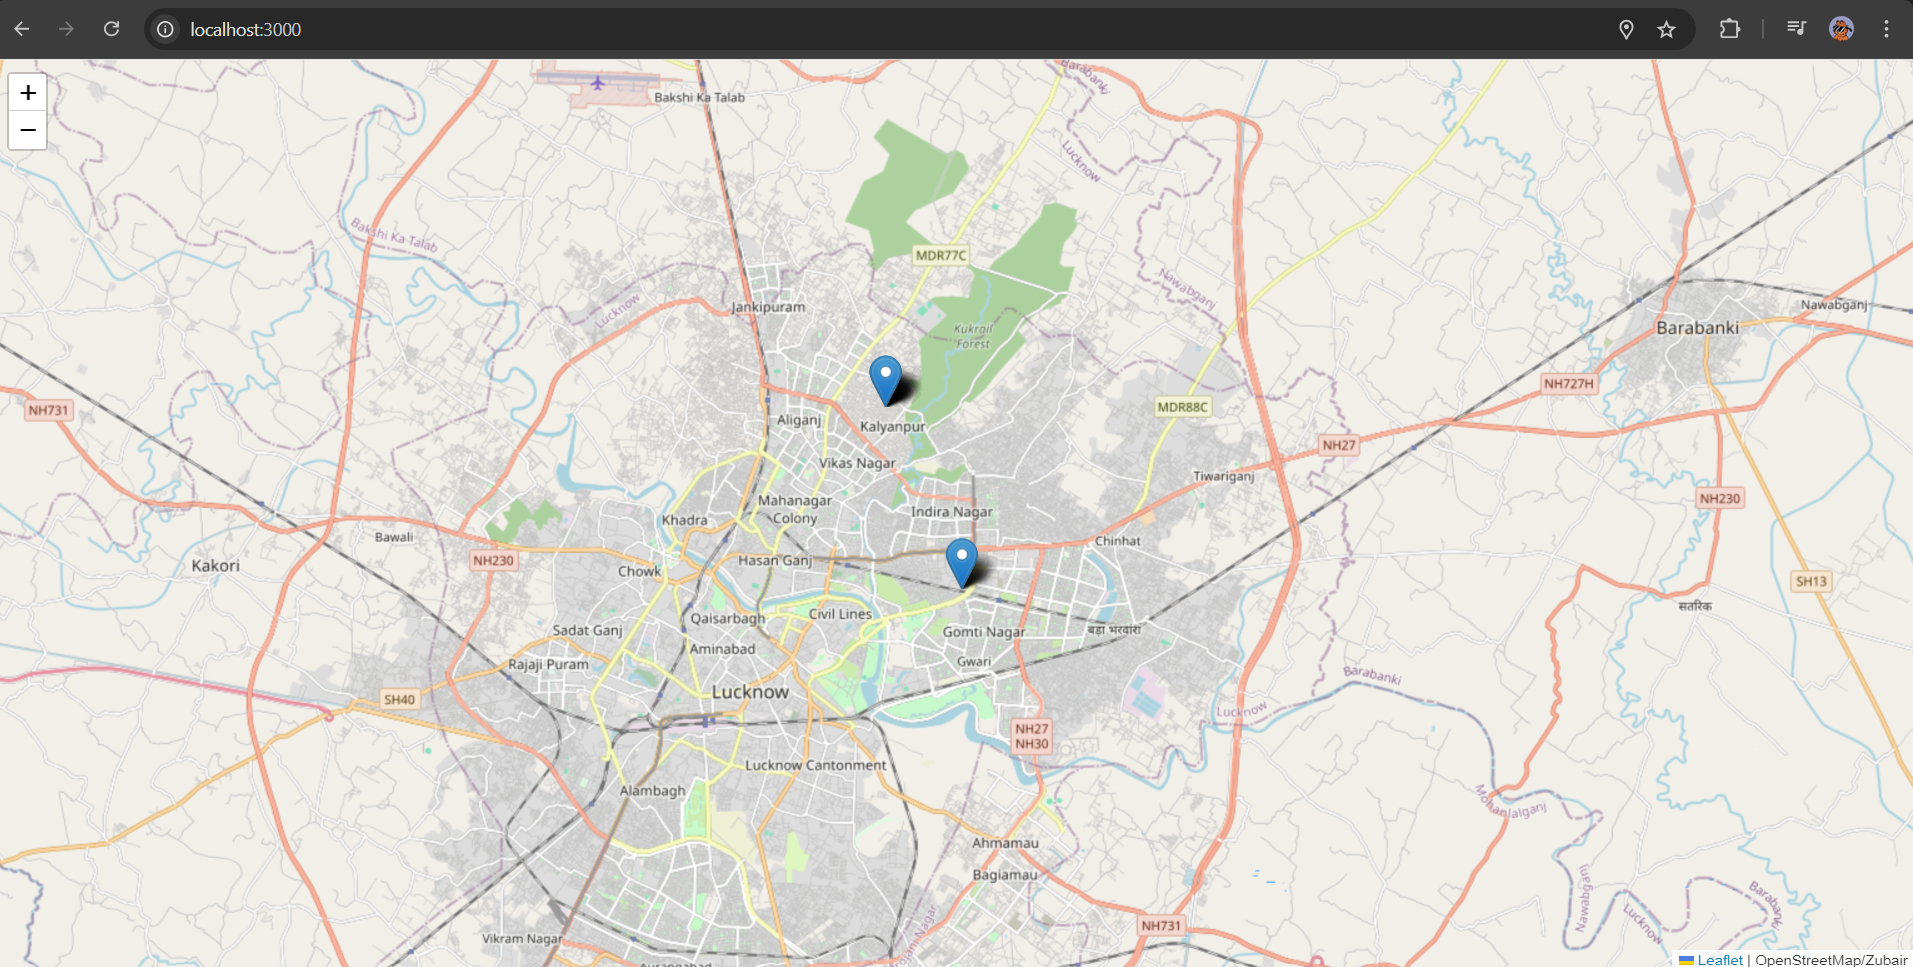 localhost:3000
+
−
Bakshi Ka Talab
Barabanki
Lucknow
Bakshi Ka Talab
MDR77C
Nawabganj
Lucknow
Jankipuram
Nawabganj
Barabanki
Kukrail
Forest
NH727H
NH731
MDR88C
Aliganj
Kalyanpur
NH27
Vikas Nagar
Tiwariganj
NH230
Mahanagar
Colony
Indira Nagar
Khadra
Bawali
Chinhat
Kakori
NH230
Hasan Ganj
Chowk
SH13
सतरिक
Civil Lines
Qaisarbagh
Sadat Ganj
Gomti Nagar
बड़ा भरवारा
Aminabad
Rajaji Puram
Gwari
Barabanki
Lucknow
SH40
Lucknow
NH27
NH30
Lucknow Cantonment
Alambagh
Mohanlalganj
Ahmamau
Bagiamau
Nawabganj
Barabanki
Lucknow
NH731
Vikram Nagar
Leaflet | OpenStreetMap/Zubair